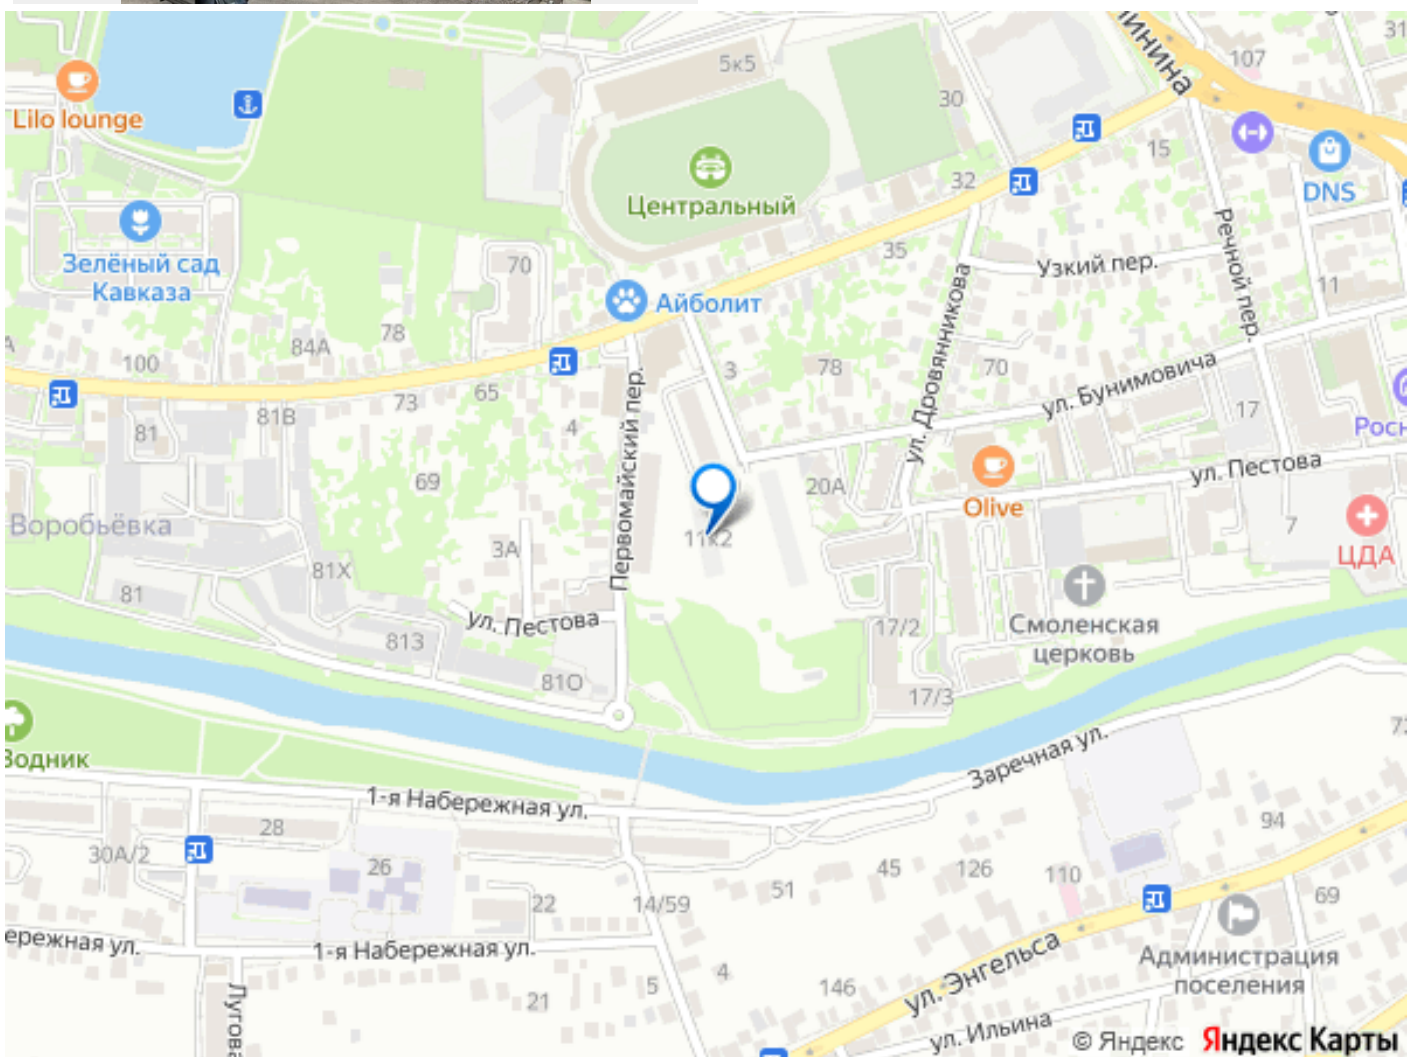 инина
107
31
5к5
Lilo lounge
30
15
32
DNS
Центральный
Речной пер.
35
Узкий пер.
Зелёный сад
Кавказа
70
Айболит
ул. Дровянникова
11
78
84А
100
3
78
70
ул. Бунимовича
65
73
81В
81
4
17
Росн
Первомайский пер.
69
20А
ул. Пестова
Olive
Воробьёвка
7
11к2
3А
ЦДА
81Х
81
ул. Пестова
17/2
Смоленская
церковь
813
81О
17/3
Водник
Заречная ул.
1-я Набережная ул.
28
94
30А/2
26
45
126
110
51
69
22
14/59
ережная ул.
1-я Набережная ул.
ул. Энгельса
Администрация
поселения
4
5
146
21
Лугова
ул. Ильина
© Яндекс Яндекс Карты